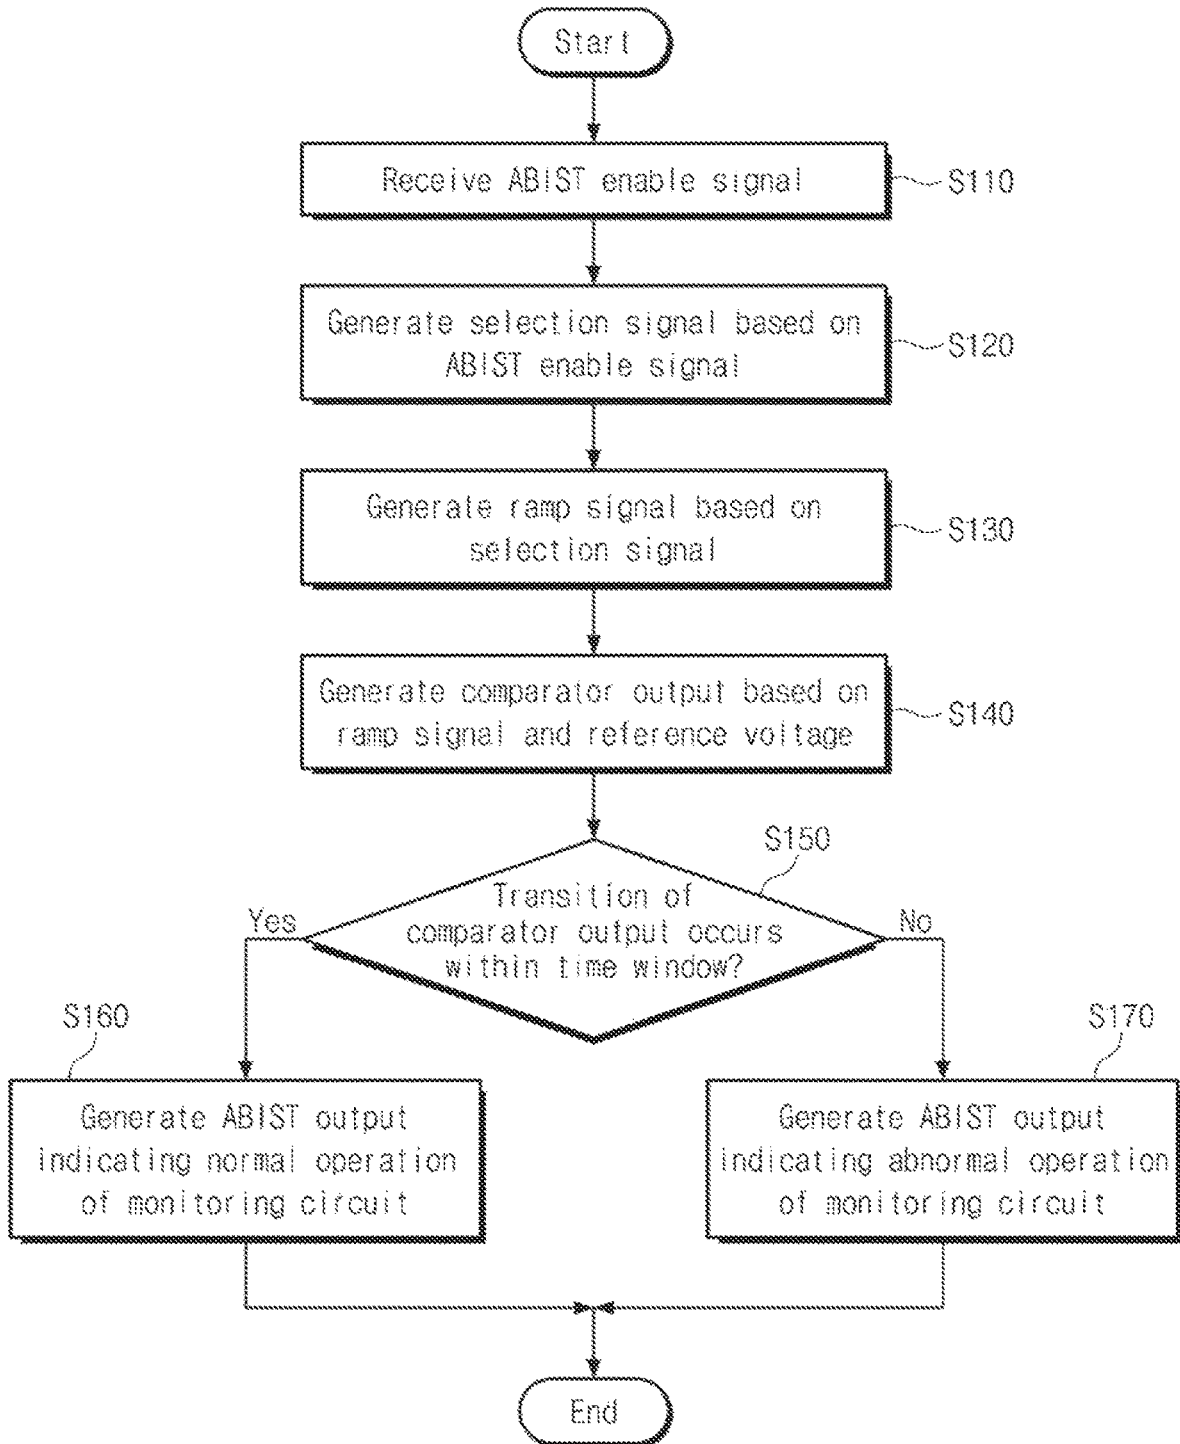 Start
Receive ABIST enable signal
S110
Generate selection signal based on
ABIST enable signal
S120
Generate ramp signal based on
selection signal
S130
Generate comparator output based on
ramp signal and reference voltage
S140
S150
Transition of
comparator output occurs
within time window?
Yes
No
S160
Generate ABIST output
indicating normal operation
of monitoring circuit
S170
Generate ABIST output
indicating abnormal operation
of monitoring circuit
End